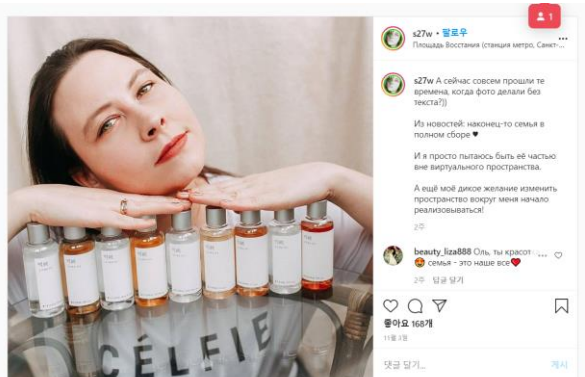 1
s27w • 팔로우
Площадь Восстания (станция метро, Санкт-...
s27w А сейчас совсем прошли те
времена, когда фото делали без
текста?))
Из новостей: наконец-то семья в
полном сборе ♥
И я просто пытаюсь быть её частью
вне виртуального пространства.
А ещё моё дикое желание изменить
пространство вокруг меня начало
реализовываться!
2주
beauty_liza888 Оль, ты красот
😍 семья - это наше все❤
2주 답글 달기
좋아요 168개
11월 3일
댓글 달기...
게시
CÉLFIE